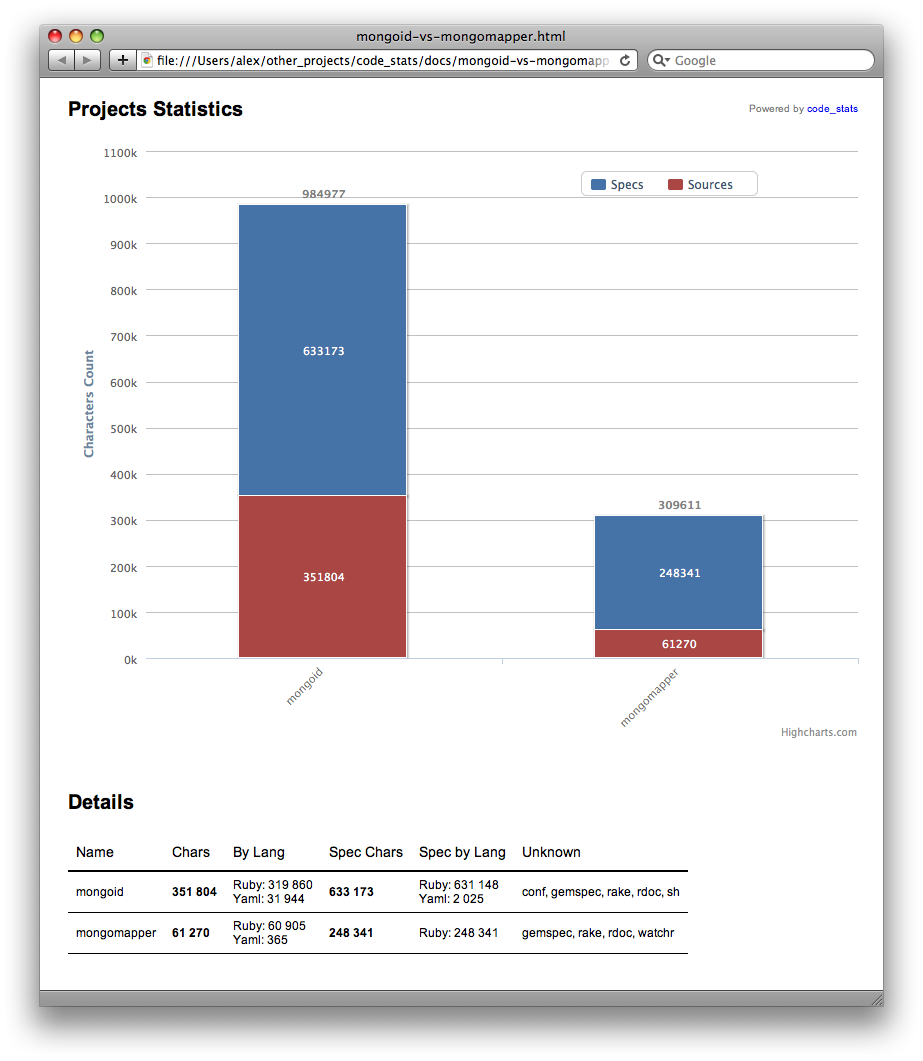 mongoid-vs-mongomapper.html
file:///Users/alex/other_projects/code_stats/docs/mongoid-vs-mongomapp
Google
Projects Statistics
Powered by code_stats
1100k
1000k
900k
800k
700k
600k
500k
400k
300k
200k
100k
0k
Characters Count
Specs
Sources
984977
633173
351804
309611
248341
61270
mongoid
mongomapper
Highcharts.com
Details
Name Chars By Lang Spec Chars Spec by Lang Unknown
mongoid 351 804 Ruby: 319 860 633 173 Ruby: 631 148 conf, gemspec, rake, rdoc, sh
Yaml: 31 944 Yaml: 2 025
mongomapper 61 270 Ruby: 60 905 248 341 Ruby: 248 341 gemspec, rake, rdoc, watchr
Yaml: 365